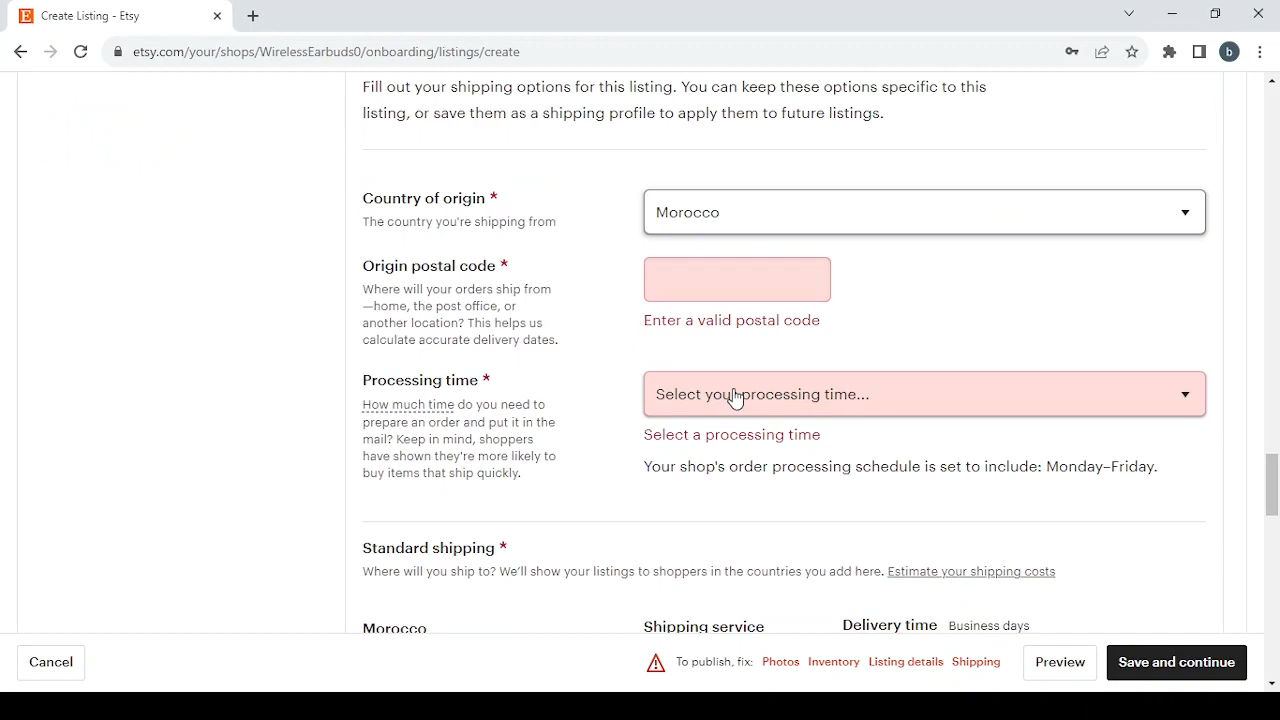 Create Listing - Etsy
etsy.com/your/shops/WirelessEarbuds0/onboarding/listings/create
b
Fill out your shipping options for this listing. You can keep these options specific to this
listing, or save them as a shipping profile to apply them to future listings.
Country of origin *
The country you're shipping from
Morocco
Origin postal code *
Where will your orders ship from
—home, the post office, or
another location? This helps us
calculate accurate delivery dates.
Enter a valid postal code
Processing time *
How much time do you need to
prepare an order and put it in the
mail? Keep in mind, shoppers
have shown they're more likely to
buy items that ship quickly.
Select your processing time...
Select a processing time
Your shop's order processing schedule is set to include: Monday–Friday.
Standard shipping *
Where will you ship to? We'll show your listings to shoppers in the countries you add here. Estimate your shipping costs
Morocco
Shipping service
Delivery time Business days
Cancel
To publish, fix: Photos Inventory Listing details Shipping
Preview
Save and continue